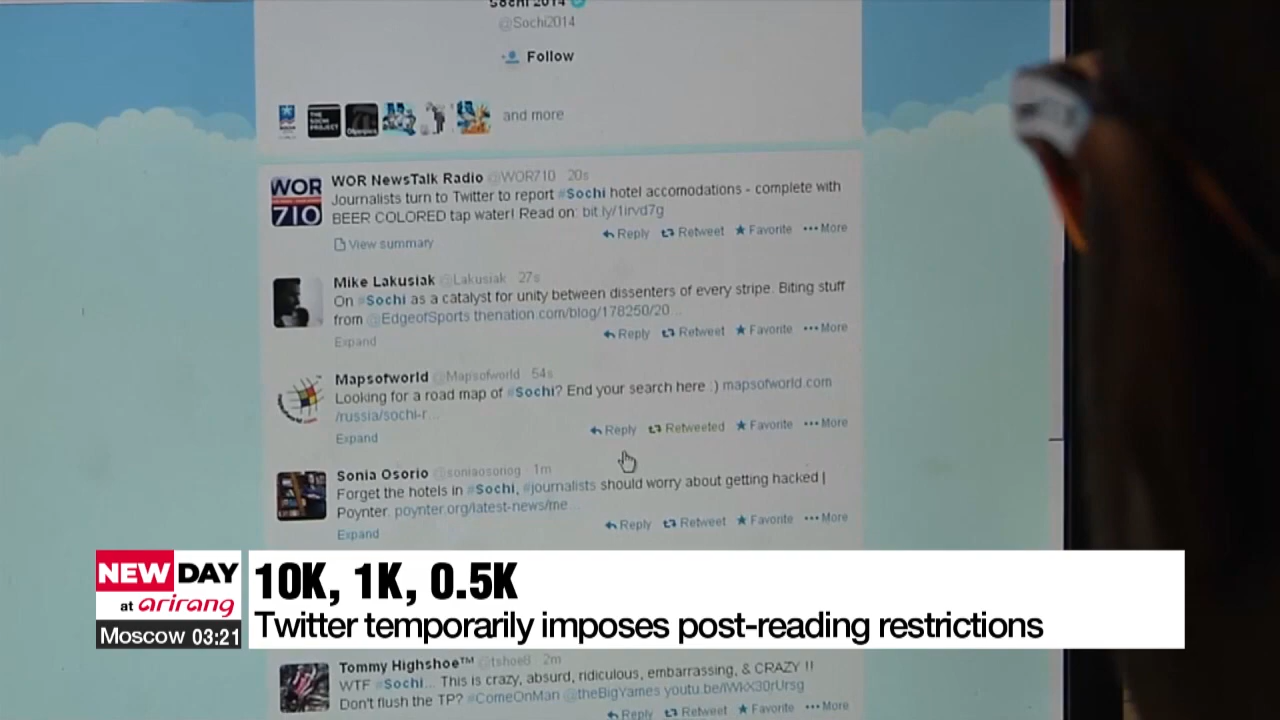 Sochi 2014
@Sochi2014
Follow
THE SOCHI PROJECT
and more
WOR 710
WOR NewsTalk Radio @WOR710 20s
Journalists turn to Twitter to report #Sochi hotel accomodations - complete with
BEER COLORED tap water! Read on: bit.ly/1irvd7g
View summary
Reply Retweet Favorite ••• More
Mike Lakusiak @Lakusiak 27s
On #Sochi as a catalyst for unity between dissenters of every stripe. Biting stuff
from @EdgeofSports thenation.com/blog/178250/20...
Reply Retweet Favorite ••• More
Expand
Mapsofworld @Mapsofworld 54s
Looking for a road map of #Sochi? End your search here :) mapsofworld.com
/russia/sochi-r...
Reply Retweeted Favorite ••• More
Expand
Sonia Osorio @soniaosoriog 1m
Forget the hotels in #Sochi, #journalists should worry about getting hacked |
Poynter. poynter.org/latest-news/me...
Reply Retweet Favorite ••• More
Expand
NEW DAY
at arirang
Moscow 03:21
10K, 1K, 0.5K
Twitter temporarily imposes post-reading restrictions
Tommy Highshoe™ @tshoe8 2m
WTF #Sochi... This is crazy, absurd, ridiculous, embarrassing, & CRAZY !!
Don't flush the TP? #ComeOnMan @theBigYames
Reply Retweet Favorite ••• More